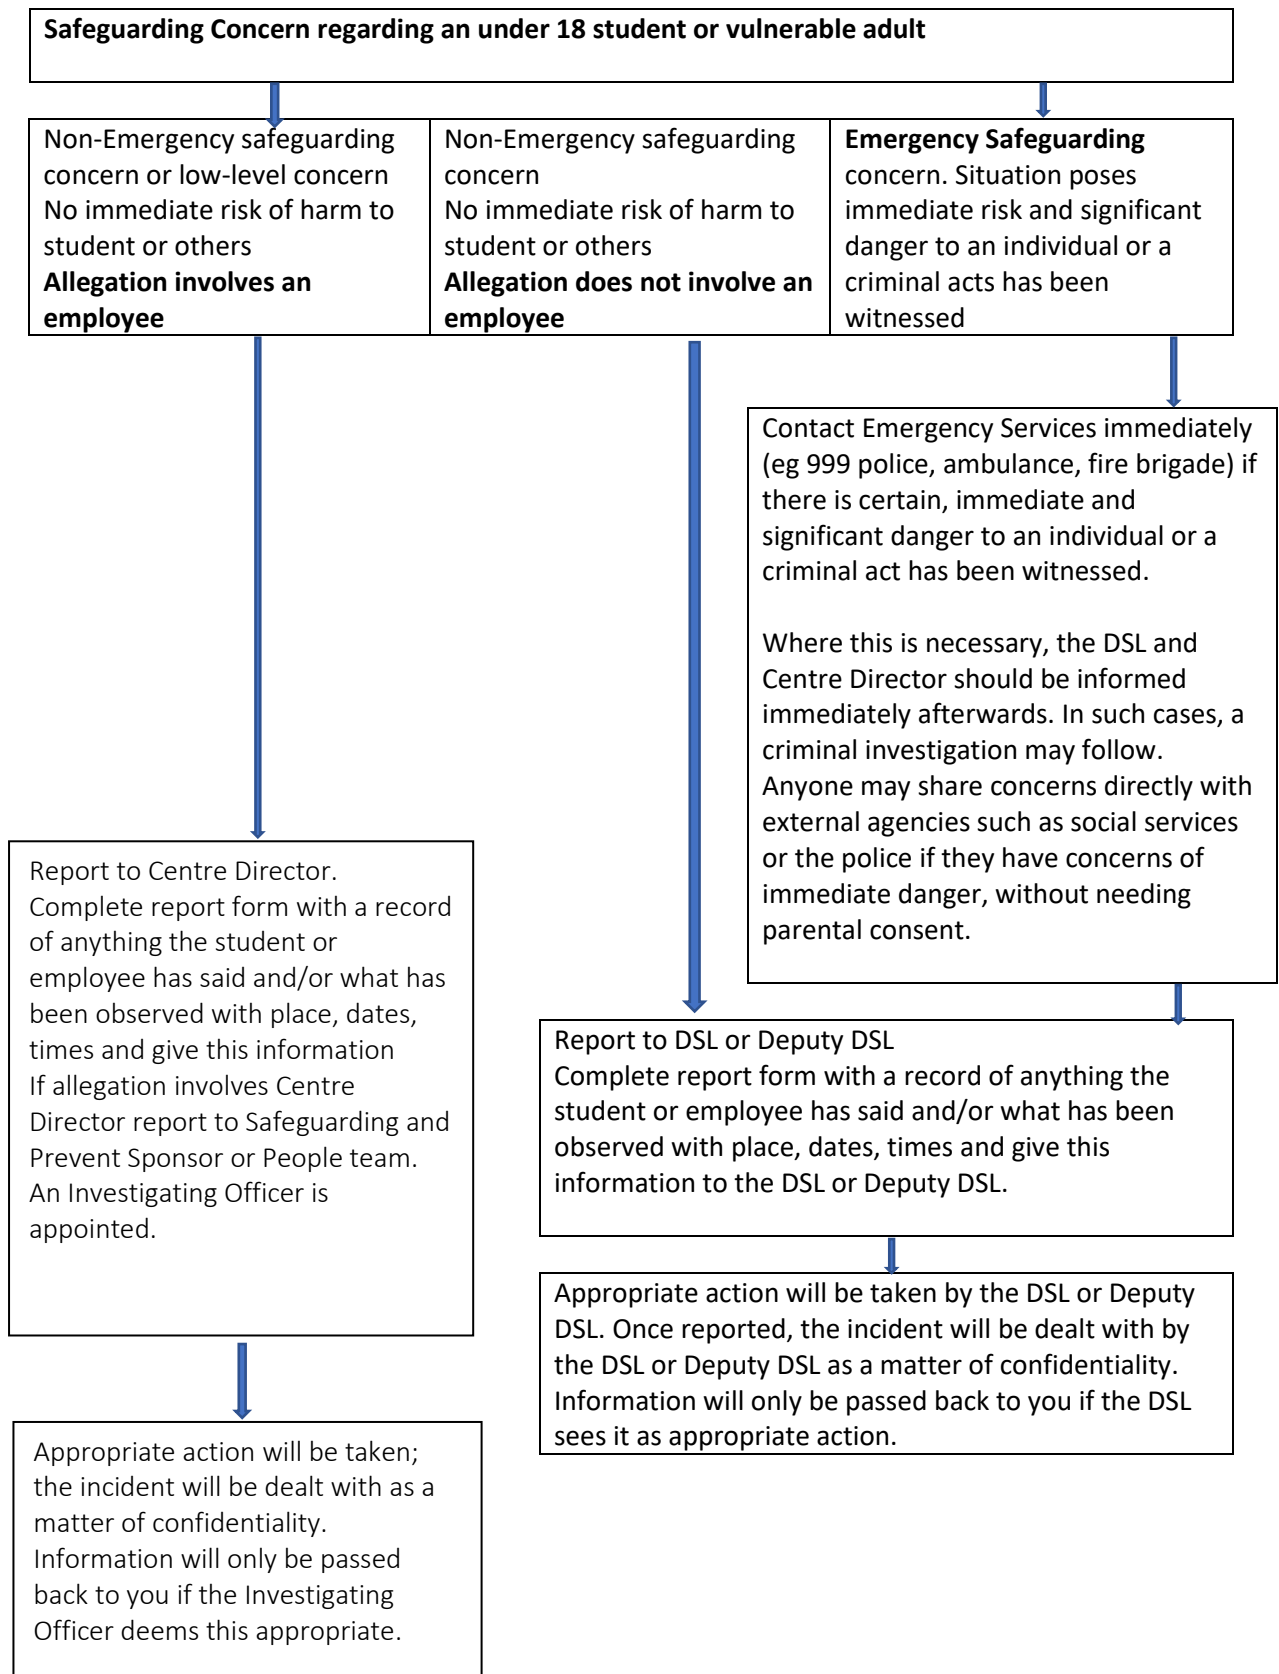 Safeguarding Concern regarding an under 18 student or vulnerable adult
Non-Emergency safeguarding
concern or low-level concern
No immediate risk of harm to
student or others
Allegation involves an
employee
Non-Emergency safeguarding
concern
No immediate risk of harm to
student or others
Allegation does not involve an
employee
Emergency Safeguarding
concern. Situation poses
immediate risk and significant
danger to an individual or a
criminal acts has been
witnessed
Contact Emergency Services immediately
(eg 999 police, ambulance, fire brigade) if
there is certain, immediate and
significant danger to an individual or a
criminal act has been witnessed.
Where this is necessary, the DSL and
Centre Director should be informed
immediately afterwards. In such cases, a
criminal investigation may follow.
Anyone may share concerns directly with
external agencies such as social services
or the police if they have concerns of
immediate danger, without needing
parental consent.
Report to Centre Director.
Complete report form with a record
of anything the student or
employee has said and/or what has
been observed with place, dates,
times and give this information
If allegation involves Centre
Director report to Safeguarding and
Prevent Sponsor or People team.
An Investigating Officer is
appointed.
Report to DSL or Deputy DSL
Complete report form with a record of anything the
student or employee has said and/or what has been
observed with place, dates, times and give this
information to the DSL or Deputy DSL.
Appropriate action will be taken by the DSL or Deputy
DSL. Once reported, the incident will be dealt with by
the DSL or Deputy DSL as a matter of confidentiality.
Information will only be passed back to you if the DSL
sees it as appropriate action.
Appropriate action will be taken;
the incident will be dealt with as a
matter of confidentiality.
Information will only be passed
back to you if the Investigating
Officer deems this appropriate.